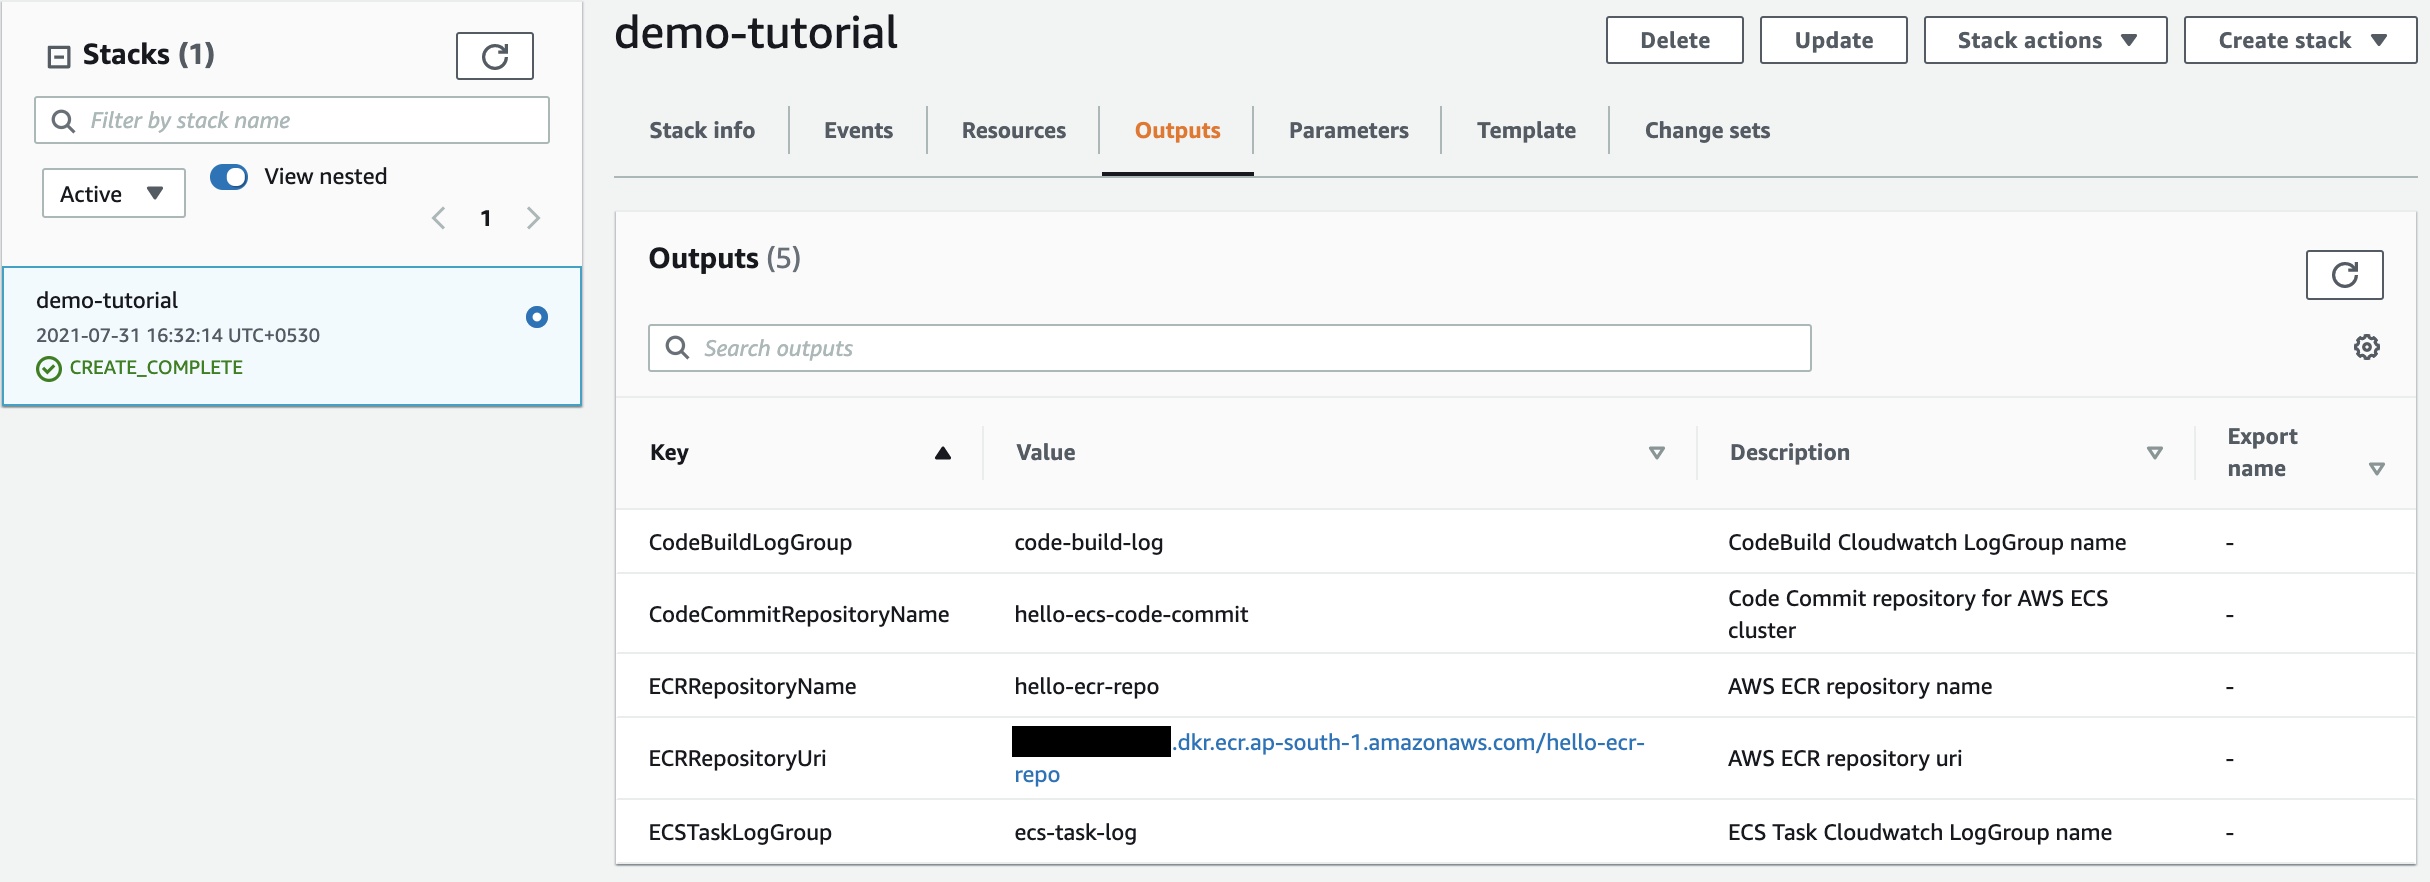 Stacks (1)
Filter by stack name
Active
View nested
1
demo-tutorial
2021-07-31 16:32:14 UTC+0530
CREATE_COMPLETE
demo-tutorial
Delete
Update
Stack actions
Create stack
Stack info
Events
Resources
Outputs
Parameters
Template
Change sets
Outputs (5)
Search outputs
Key
Value
Description
Export
name
CodeBuildLogGroup
code-build-log
CodeBuild Cloudwatch LogGroup name
-
CodeCommitRepositoryName
hello-ecs-code-commit
Code Commit repository for AWS ECS
cluster
-
ECRRepositoryName
hello-ecr-repo
AWS ECR repository name
-
ECRRepositoryUri
.dkr.ecr.ap-south-1.amazonaws.com/hello-ecr-
repo
AWS ECR repository uri
-
ECSTaskLogGroup
ecs-task-log
ECS Task Cloudwatch LogGroup name
-